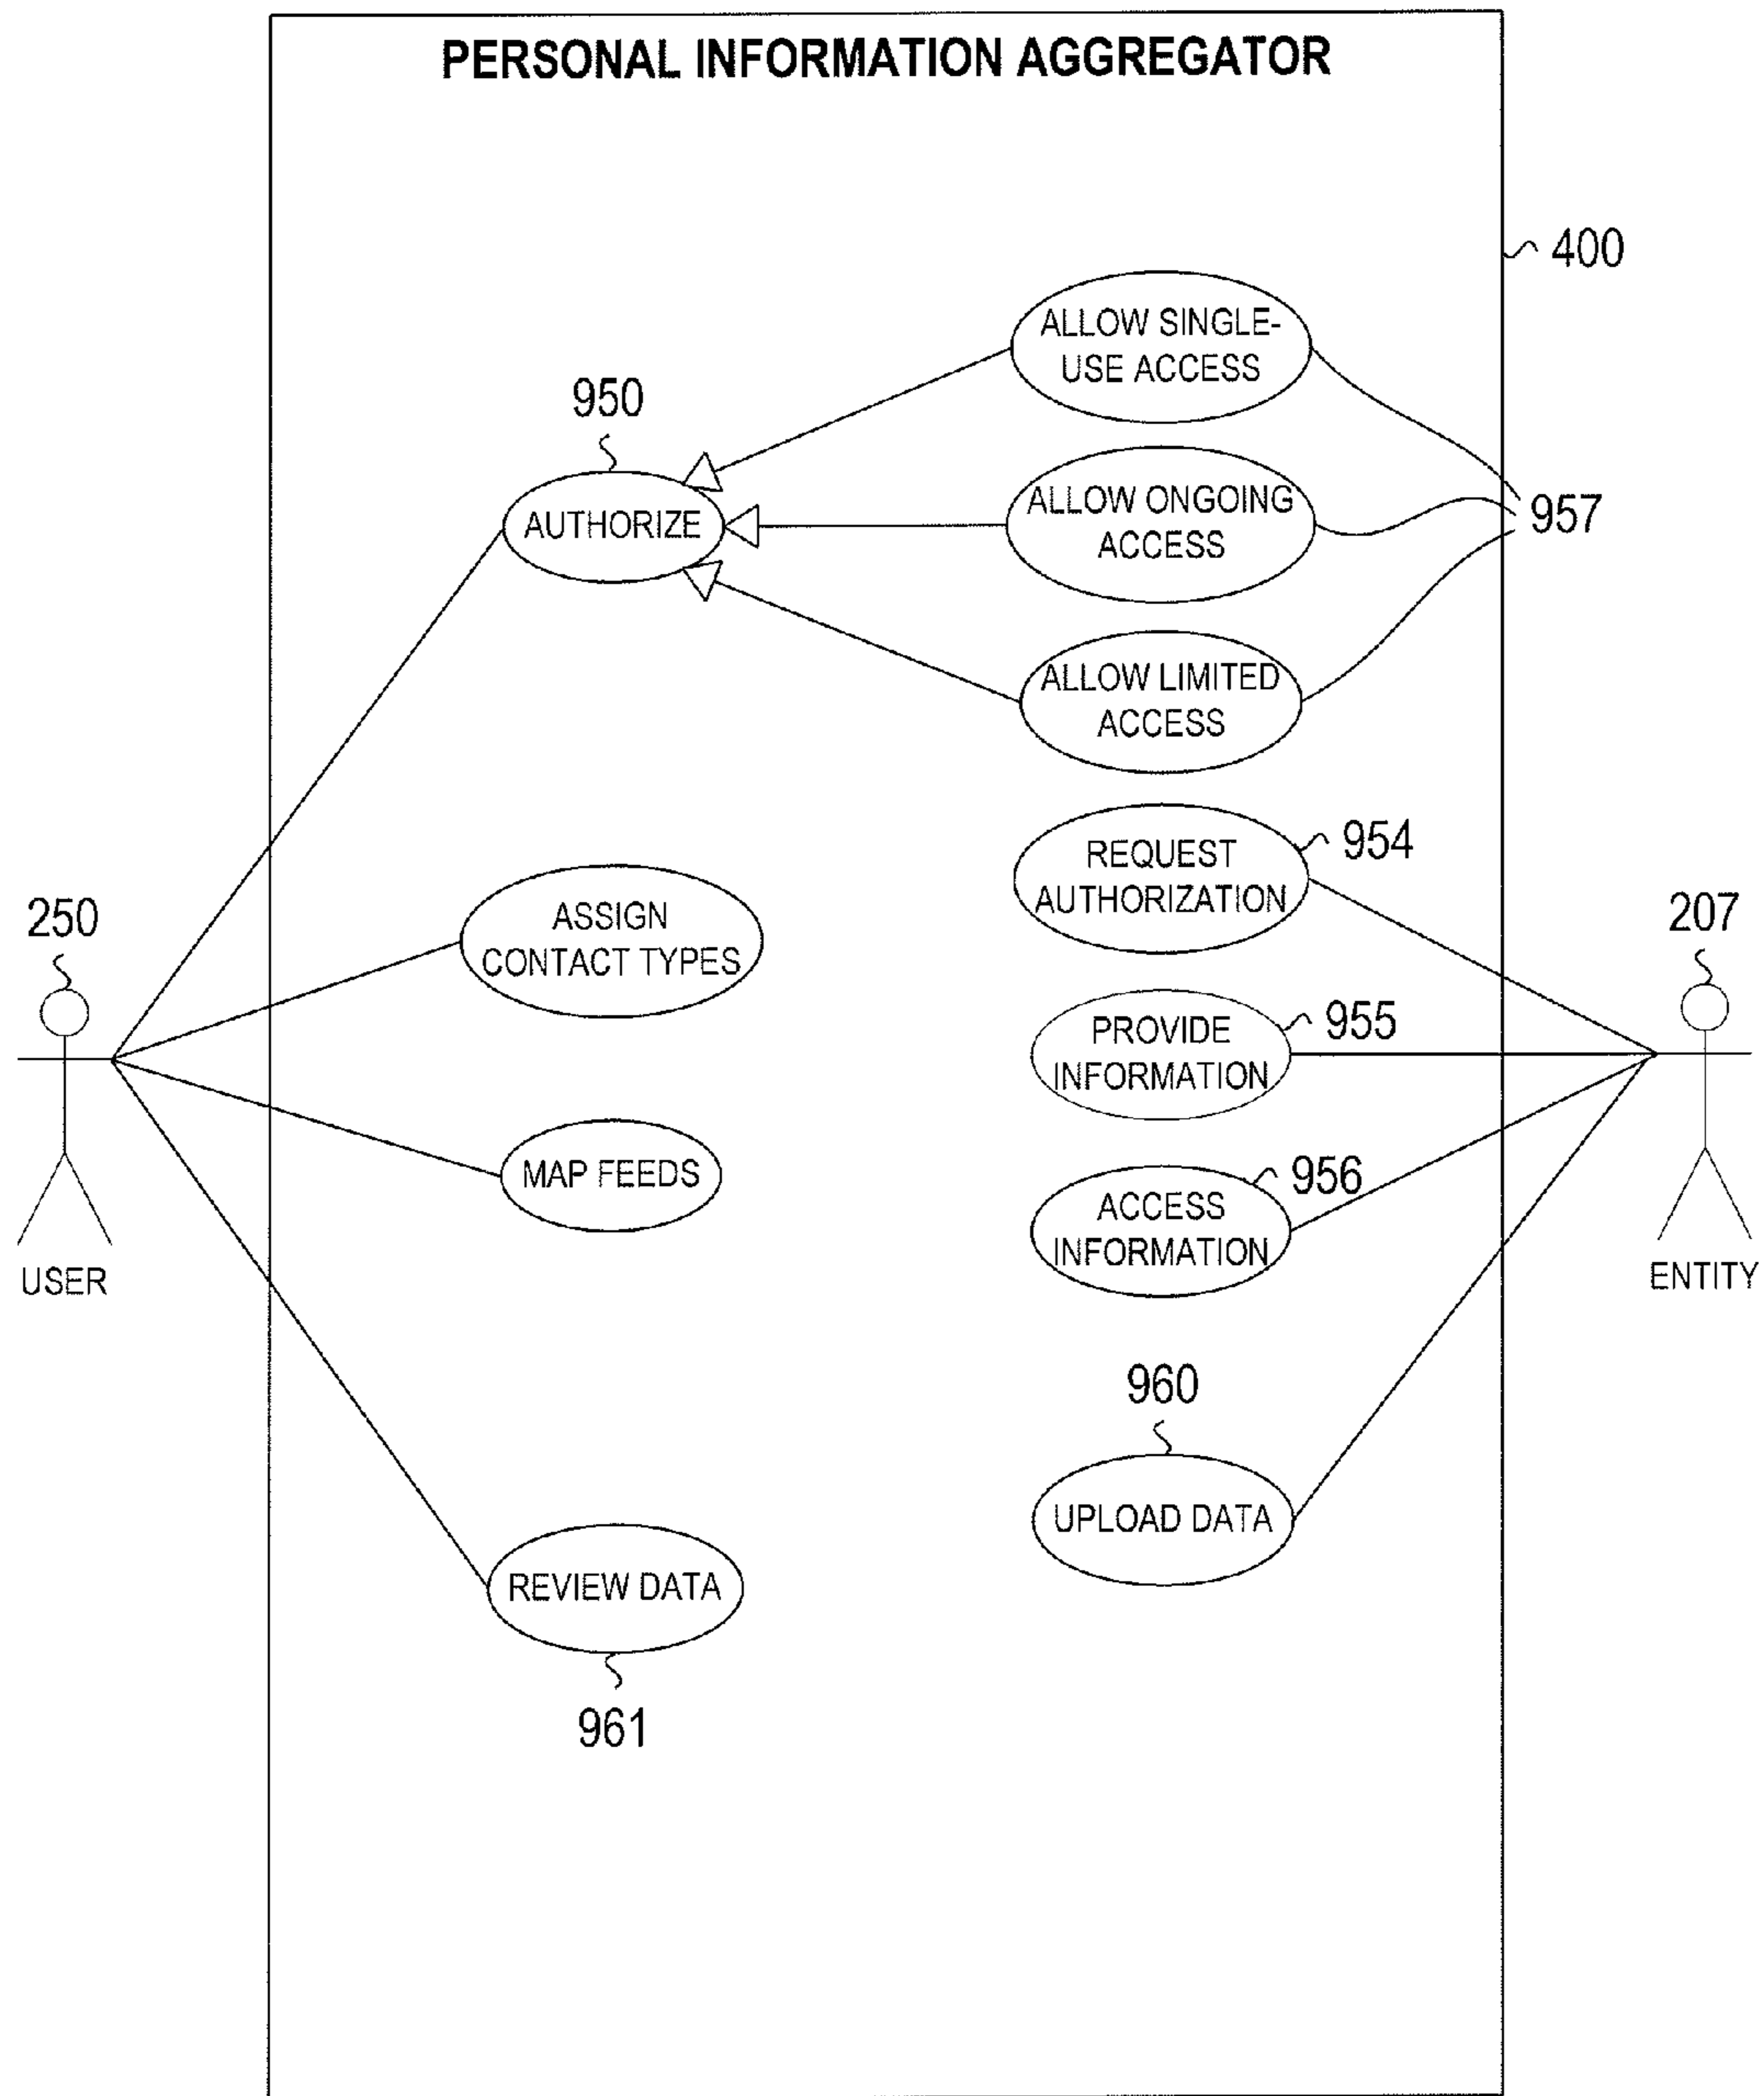 PERSONAL INFORMATION AGGREGATOR
400
ALLOW SINGLE-
USE ACCESS
950
AUTHORIZE
ALLOW ONGOING
ACCESS
957
ALLOW LIMITED
ACCESS
REQUEST
AUTHORIZATION
954
250
ASSIGN
CONTACT TYPES
207
PROVIDE
INFORMATION
955
MAP FEEDS
ACCESS
INFORMATION
956
USER
ENTITY
960
UPLOAD DATA
REVIEW DATA
961